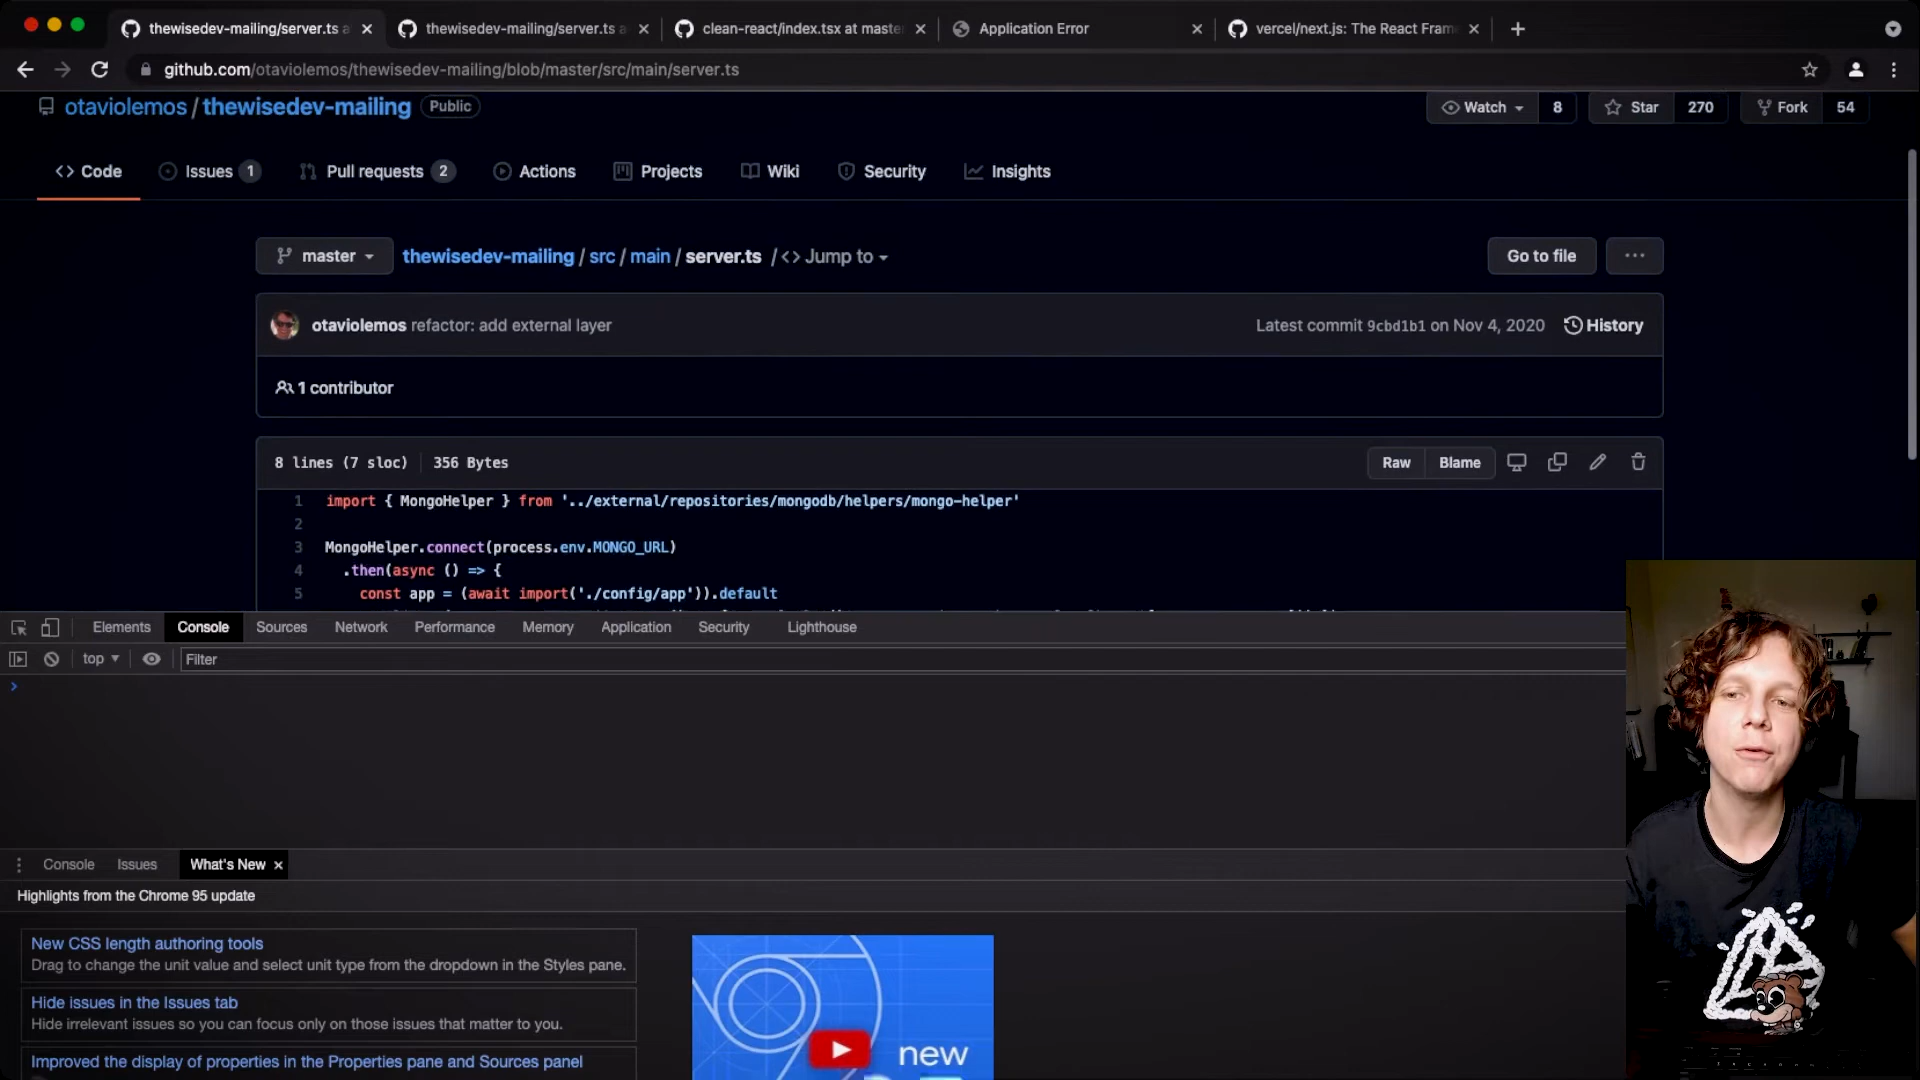 thewisedev-mailing/server.ts a
thewisedev-mailing/server.ts a
clean-react/index.tsx at maste
Application Error
vercel/next.js: The React Fram
github.com/otaviolemos/thewisedev-mailing/blob/master/src/main/server.ts
otaviolemos / thewisedev-mailing Public
Watch 8
Star 270
Fork 54
Code
Issues 1
Pull requests 2
Actions
Projects
Wiki
Security
Insights
master
thewisedev-mailing / src / main / server.ts / <> Jump to
Go to file
otaviolemos refactor: add external layer
Latest commit 9cbd1b1 on Nov 4, 2020
History
1 contributor
8 lines (7 sloc) 356 Bytes
Raw
Blame
1 import { MongoHelper } from '../external/repositories/mongodb/helpers/mongo-helper'
2
3 MongoHelper.connect(process.env.MONGO_URL)
4 .then(async () => {
5 const app = (await import('./config/app')).default
Elements Console Sources Network Performance Memory Application Security Lighthouse
top Filter
Console Issues What's New
Highlights from the Chrome 95 update
New CSS length authoring tools
Drag to change the unit value and select unit type from the dropdown in the Styles pane.
Hide issues in the Issues tab
Hide irrelevant issues so you can focus only on those issues that matter to you.
Improved the display of properties in the Properties pane and Sources panel
new